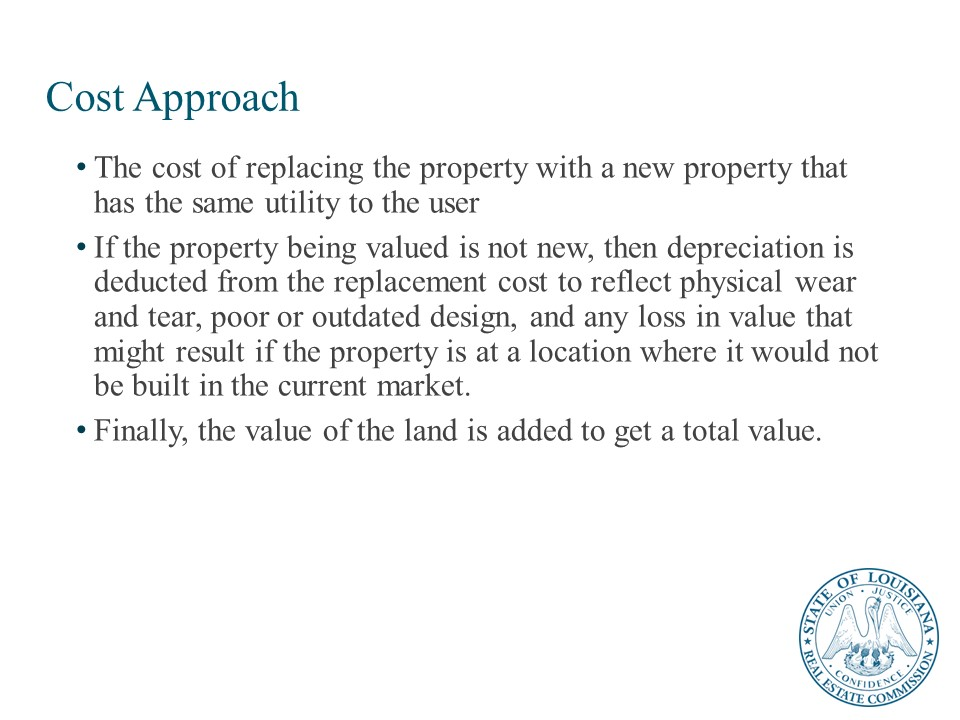 Cost Approach
• The cost of replacing the property with a new property that
has the same utility to the user
• If the property being valued is not new, then depreciation is
deducted from the replacement cost to reflect physical wear
and tear, poor or outdated design, and any loss in value that
might result if the property is at a location where it would not
be built in the current market.
• Finally, the value of the land is added to get a total value.
STATE OF LOUISIANA
UNION · JUSTICE
CONFIDENCE
REAL ESTATE COMMISSION